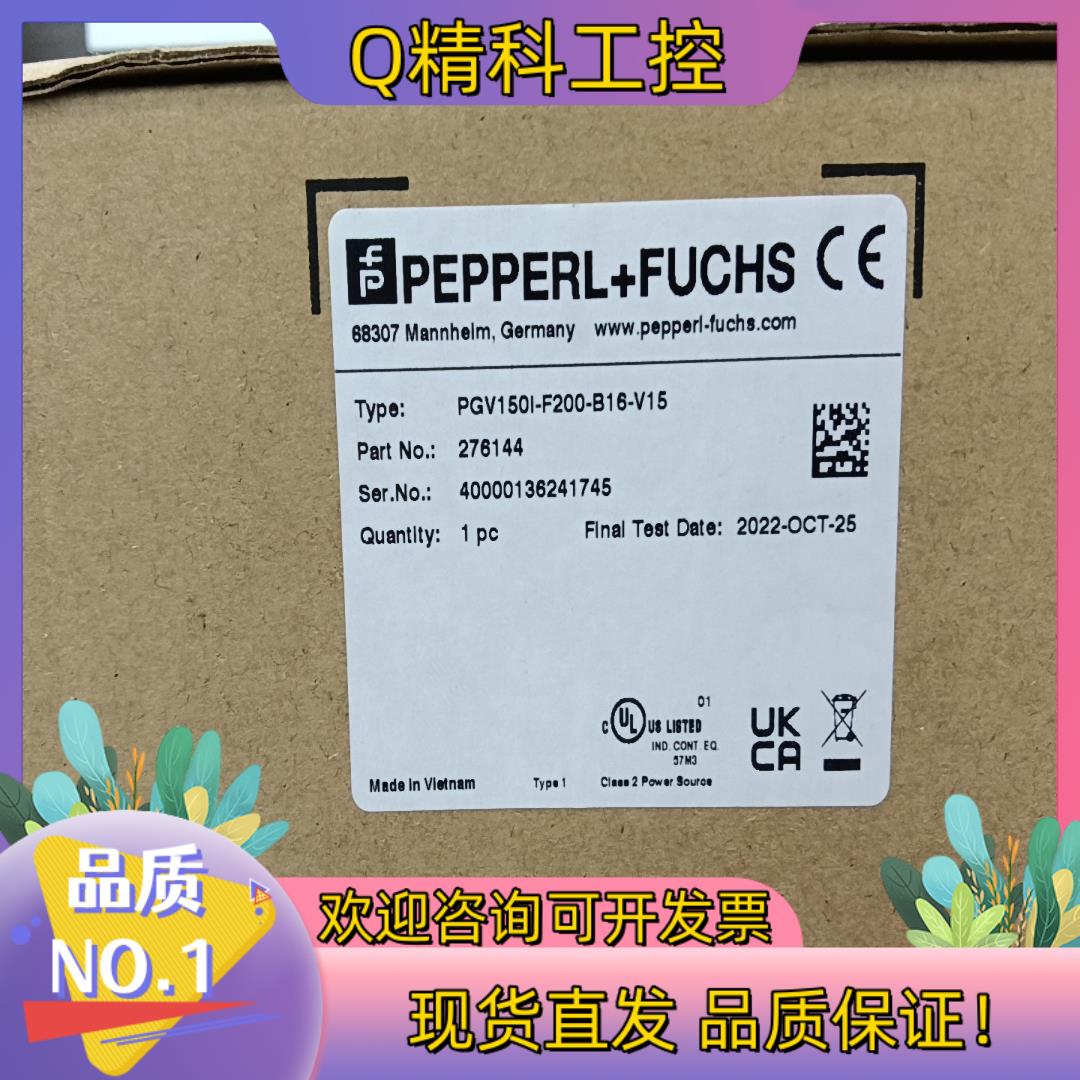 Q精科工控
PEPPERL+FUCHS CE
68307 Mannheim, Germany www.pepperl-fuchs.com
Type: PGV150I-F200-B16-V15
Part No.: 276144
Ser.No.: 40000136241745
Quantity: 1 pc Final Test Date: 2022-OCT-25
01
c UL US LISTED
IND. CONT. EQ.
57M3
UK
CA
Made in Vietnam Type 1 Class 2 Power Source
品质
NO.1
欢迎咨询可开发票
现货直发 品质保证!